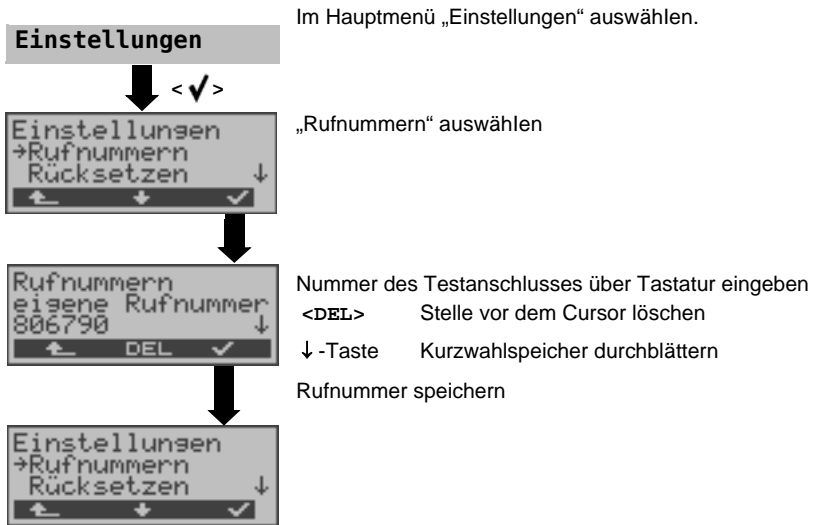 Im Hauptmenü „Einstellungen“ auswählen.
Einstellungen
<✓>
Einstellungen
→Rufnummern
Rücksetzen ↓
„Rufnummern“ auswählen
Rufnummern
eigene Rufnummer
806790 ↓
DEL ✓
Nummer des Testanschlusses über Tastatur eingeben
<DEL> Stelle vor dem Cursor löschen
↓-Taste Kurzwahlspeicher durchblättern
Rufnummer speichern
Einstellungen
→Rufnummern
Rücksetzen ↓